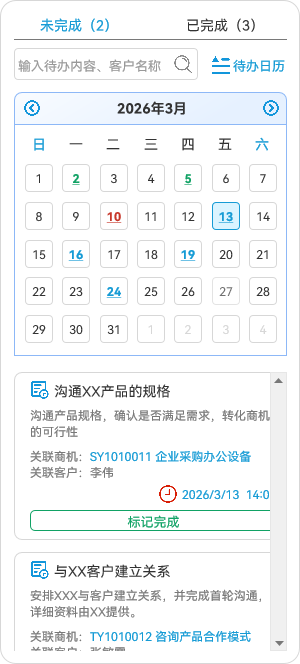 未完成（2） 已完成（3）
输入待办内容、客户名称 待办日历
2026年3月
日 一 二 三 四 五 六
1 2 3 4 5 6 7
8 9 10 11 12 13 14
15 16 17 18 19 20 21
22 23 24 25 26 27 28
29 30 31 1 2 3 4
沟通XX产品的规格
沟通产品规格，确认是否满足需求，转化商机
的可行性
关联商机：SY1010011 企业采购办公设备
关联客户：李伟
2026/3/13 14:0
标记完成
与XX客户建立关系
安排XXX与客户建立关系，并完成首轮沟通，
详细资料由XX提供。
关联商机：TY1010012 咨询产品合作模式
关联客户：张敏霞